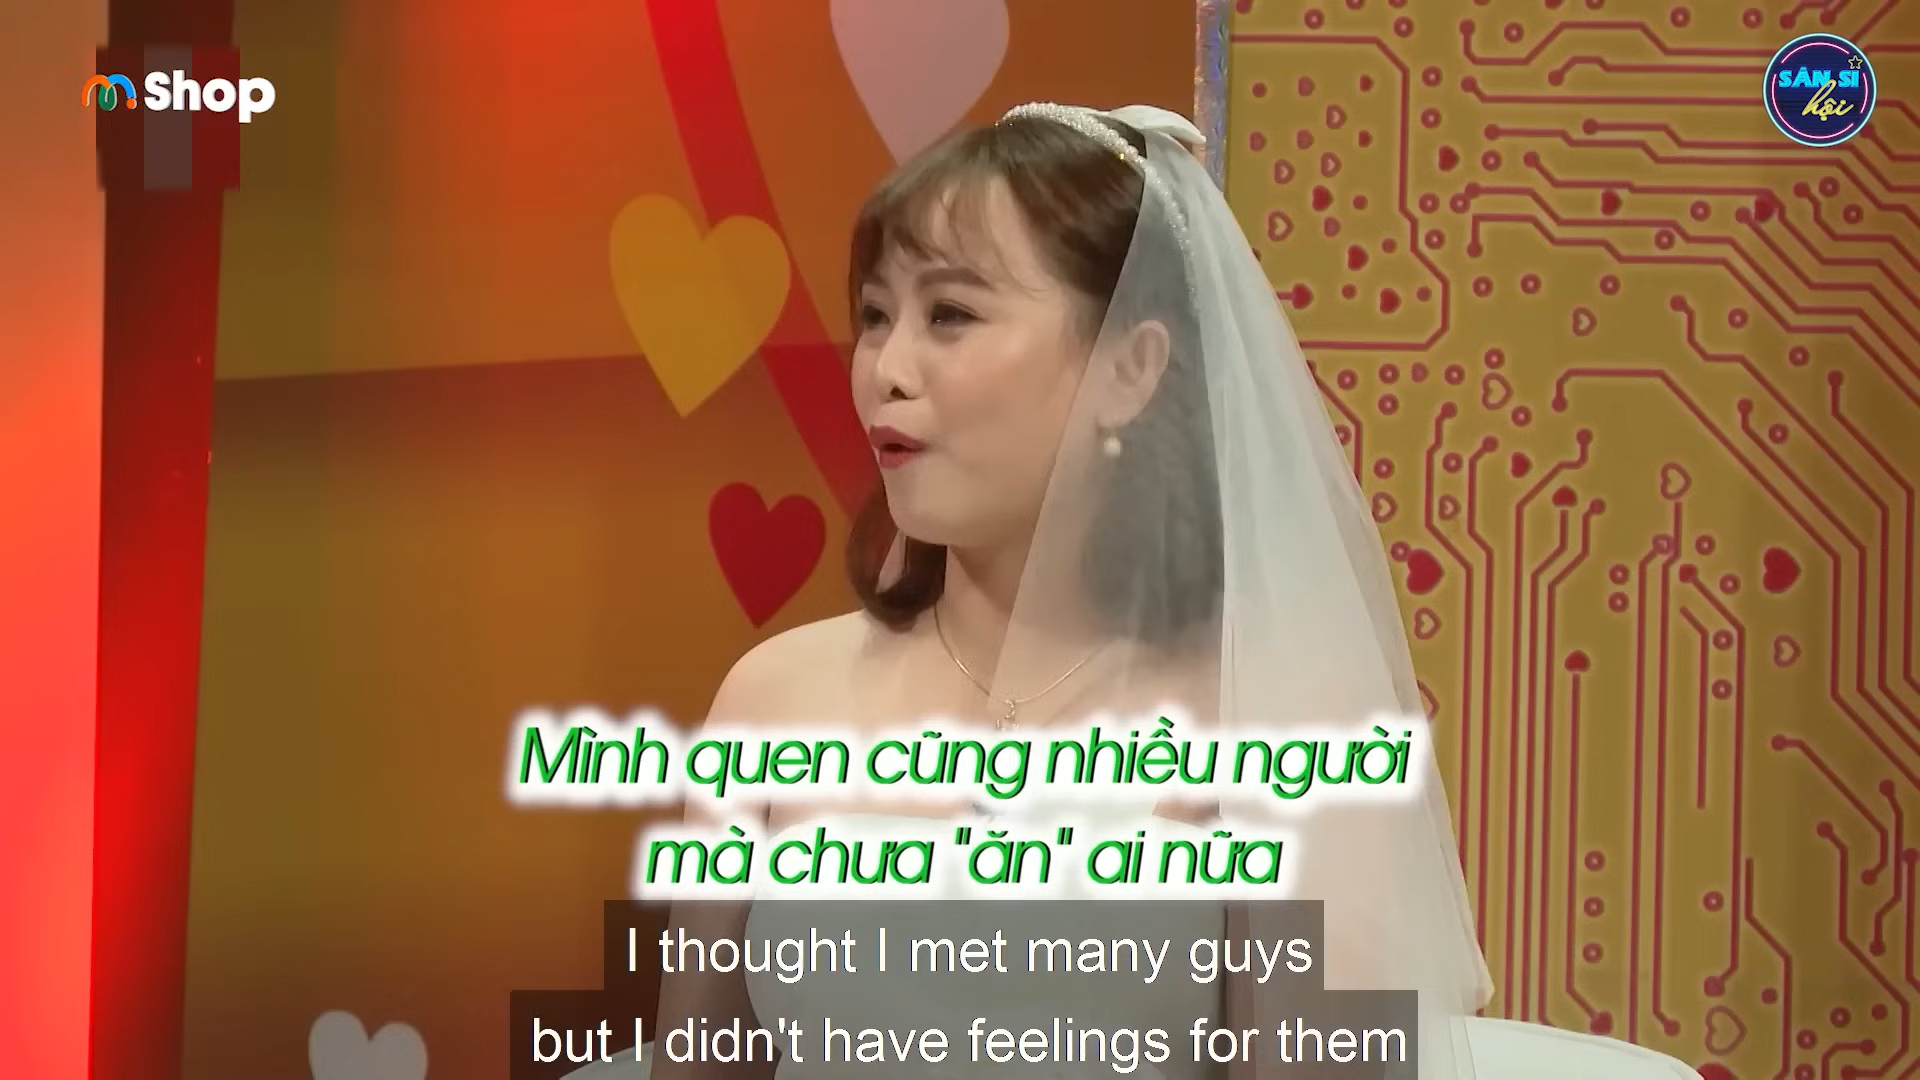 Shop
SÂN SI
hội
Mình quen cũng nhiều người
mà chưa "ăn" ai nữa
I thought I met many guys
but I didn't have feelings for them